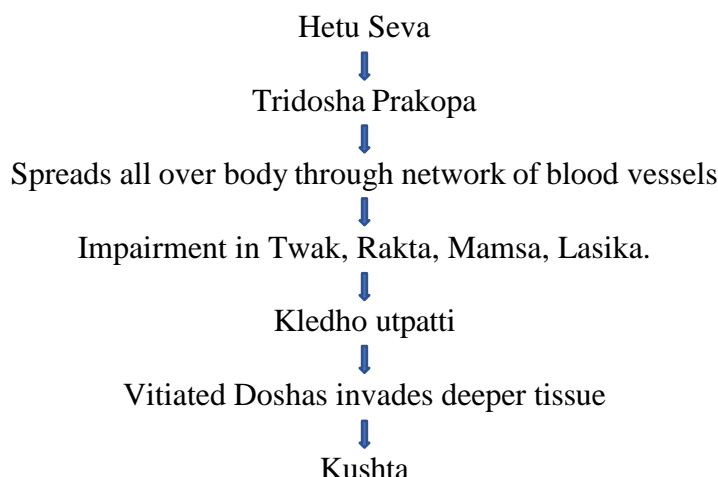 Hetu Seva
Tridosha Prakopa
Spreads all over body through network of blood vessels
Impairment in Twak, Rakta, Mamsa, Lasika.
Kledho utpatti
Vitiated Doshas invades deeper tissue
Kushta